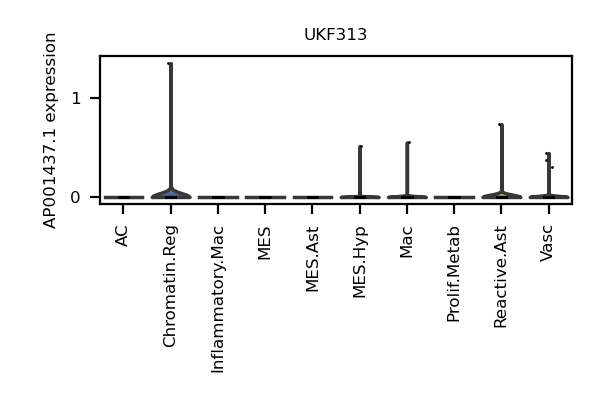 UKF313
AP001437.1 expression
1
0
AC
Chromatin.Reg
Inflammatory.Mac
MES
MES.Ast
MES.Hyp
Mac
Prolif.Metab
Reactive.Ast
Vasc